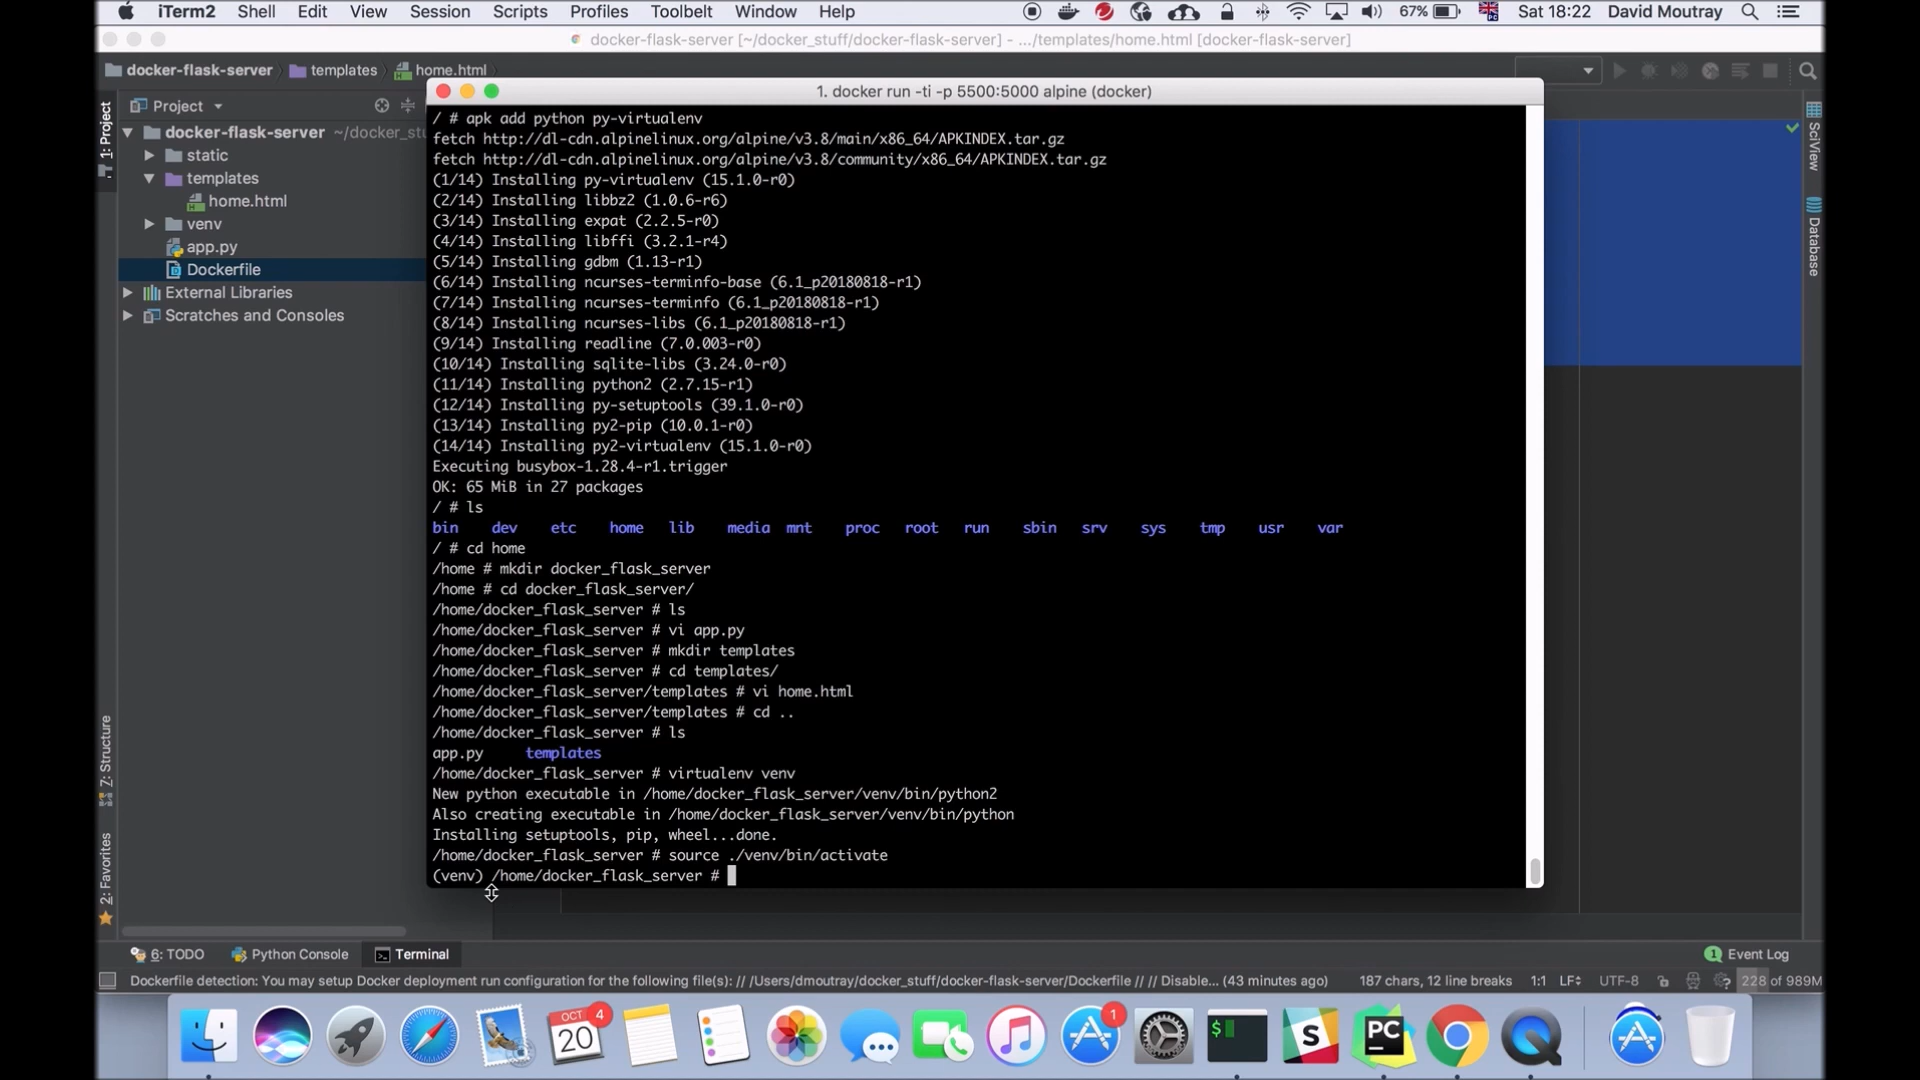 iTerm2 Shell Edit View Session Scripts Profiles Toolbelt Window Help 67% Sat 18:22 David Moutray
docker-flask-server [~/docker_stuff/docker-flask-server] - .../templates/home.html [docker-flask-server]
docker-flask-server templates home.html
1. docker run -ti -p 5500:5000 alpine (docker)
1: Project
Project
docker-flask-server ~/docker_stu
static
templates
home.html
venv
app.py
Dockerfile
External Libraries
Scratches and Consoles
/ # apk add python py-virtualenv
fetch http://dl-cdn.alpinelinux.org/alpine/v3.8/main/x86_64/APKINDEX.tar.gz
fetch http://dl-cdn.alpinelinux.org/alpine/v3.8/community/x86_64/APKINDEX.tar.gz
(1/14) Installing py-virtualenv (15.1.0-r0)
(2/14) Installing libbz2 (1.0.6-r6)
(3/14) Installing expat (2.2.5-r0)
(4/14) Installing libffi (3.2.1-r4)
(5/14) Installing gdbm (1.13-r1)
(6/14) Installing ncurses-terminfo-base (6.1_p20180818-r1)
(7/14) Installing ncurses-terminfo (6.1_p20180818-r1)
(8/14) Installing ncurses-libs (6.1_p20180818-r1)
(9/14) Installing readline (7.0.003-r0)
(10/14) Installing sqlite-libs (3.24.0-r0)
(11/14) Installing python2 (2.7.15-r1)
(12/14) Installing py-setuptools (39.1.0-r0)
(13/14) Installing py2-pip (10.0.1-r0)
(14/14) Installing py2-virtualenv (15.1.0-r0)
Executing busybox-1.28.4-r1.trigger
OK: 65 MiB in 27 packages
/ # ls
bin dev etc home lib media mnt proc root run sbin srv sys tmp usr var
/ # cd home
/home # mkdir docker_flask_server
/home # cd docker_flask_server/
/home/docker_flask_server # ls
/home/docker_flask_server # vi app.py
/home/docker_flask_server # mkdir templates
/home/docker_flask_server # cd templates/
/home/docker_flask_server/templates # vi home.html
/home/docker_flask_server/templates # cd ..
/home/docker_flask_server # ls
app.py templates
/home/docker_flask_server # virtualenv venv
New python executable in /home/docker_flask_server/venv/bin/python2
Also creating executable in /home/docker_flask_server/venv/bin/python
Installing setuptools, pip, wheel...done.
/home/docker_flask_server # source ./venv/bin/activate
(venv) /home/docker_flask_server #
SciView
Database
7: Structure
2: Favorites
6: TODO Python Console Terminal 1 Event Log
Dockerfile detection: You may setup Docker deployment run configuration for the following file(s): // /Users/dmoutray/docker_stuff/docker-flask-server/Dockerfile // // Disable... (43 minutes ago) 187 chars, 12 line breaks 1:1 LF UTF-8 228 of 989M
OCT 4
20
1
$
S
PC